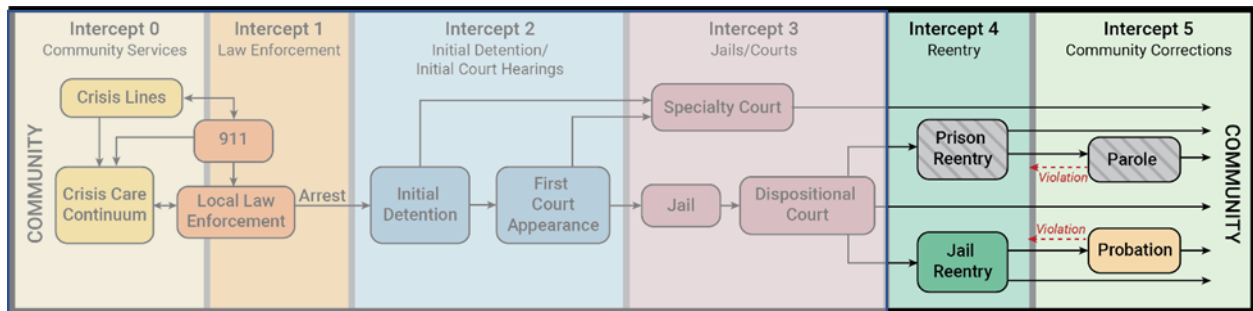 Intercept 0
Community Services
Intercept 1
Law Enforcement
Intercept 2
Initial Detention/
Initial Court Hearings
Intercept 3
Jails/Courts
Intercept 4
Reentry
Intercept 5
Community Corrections
COMMUNITY
Crisis Lines
911
Crisis Care
Continuum
Local Law
Enforcement
Arrest
Initial
Detention
First
Court
Appearance
Specialty Court
Jail
Dispositional
Court
Prison
Reentry
Parole
Violation
Jail
Reentry
Violation
Probation
COMMUNITY